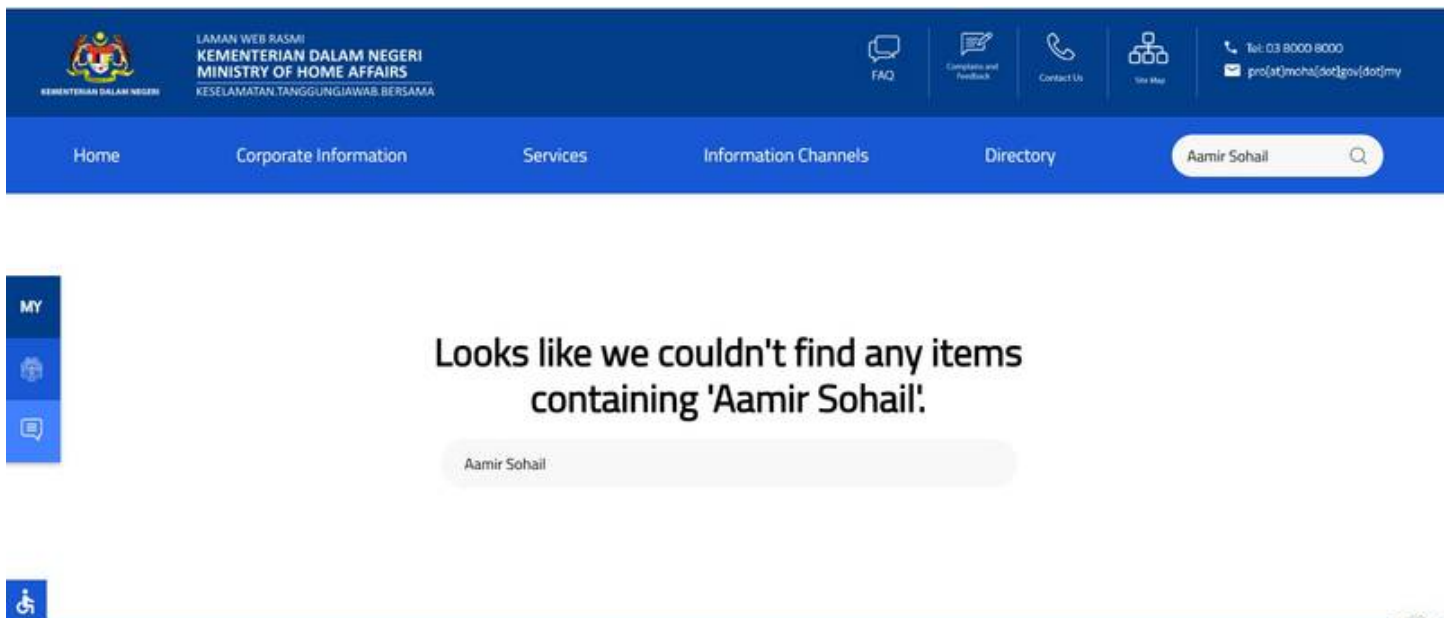 LAMAN WEB RASMI
KEMENTERIAN DALAM NEGERI
MINISTRY OF HOME AFFAIRS
KESELAMATAN.TANGGUNGJAWAB.BERSAMA
KEMENTERIAN DALAM NEGERI
FAQ
Complains and
Feedback
Contact Us
Site Map
Tel: 03 8000 8000
pro[at]moha[dot]gov[dot]my
Home
Corporate Information
Services
Information Channels
Directory
Aamir Sohail
MY
Looks like we couldn't find any items
containing 'Aamir Sohail'.
Aamir Sohail